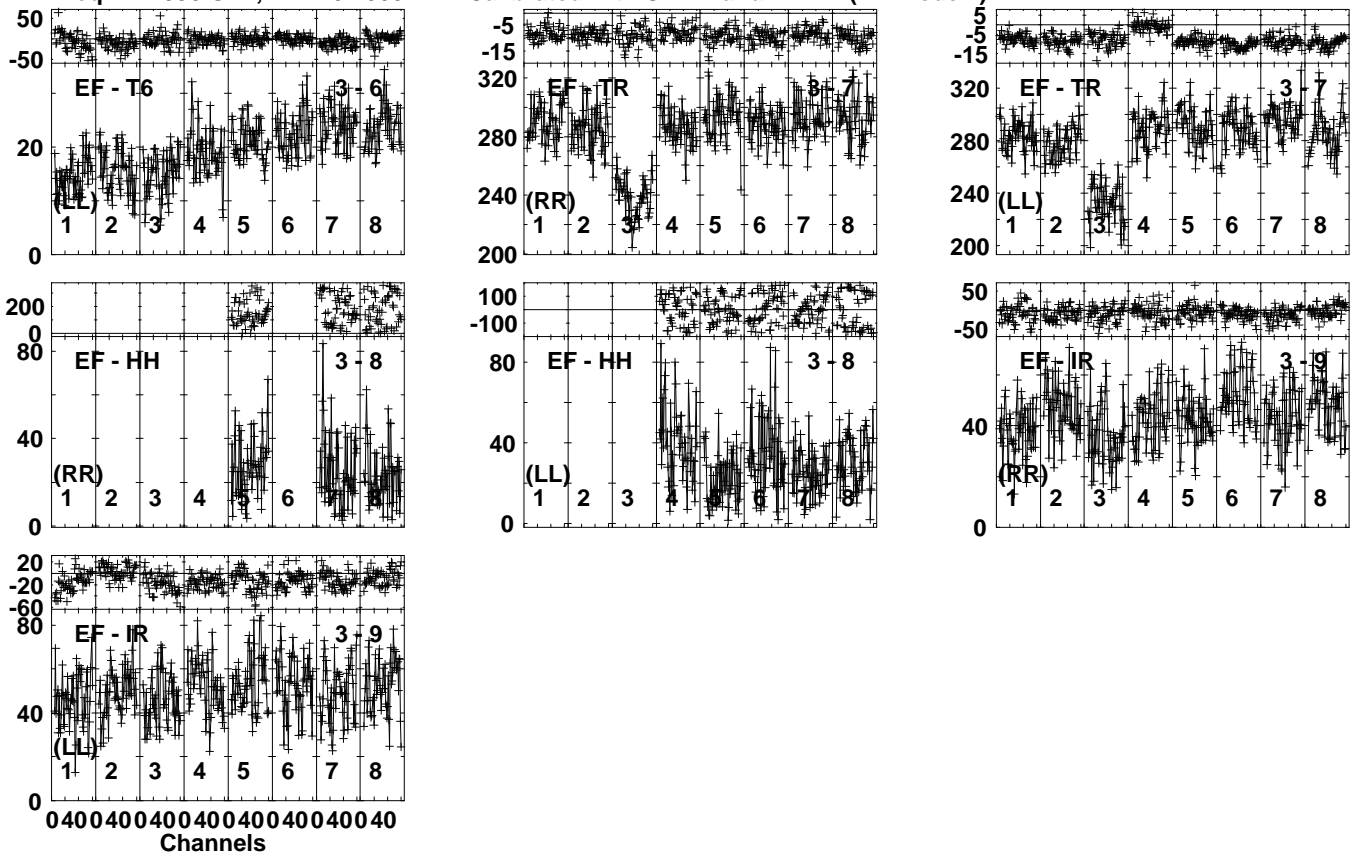 50
-50
EF - T6
3 - 6
20
(LL)
1 2 3 4 5 6 7 8
0
-5
-15
320
EF - TR
3 - 7
280
240
(RR)
1 2 3 4 5 6 7 8
200
5
-5
-15
320
EF - TR
3 - 7
280
240
(LL)
1 2 3 4 5 6 7 8
200
200
0
80
EF - HH
3 - 8
40
(RR)
1 2 3 4 5 6 7 8
0
100
-100
80
EF - HH
3 - 8
40
(LL)
1 2 3 4 5 6 7 8
0
50
-50
EF - IR
3 - 9
40
(RR)
1 2 3 4 5 6 7 8
0
20
-20
-60
80
EF - IR
3 - 9
40
(LL)
1 2 3 4 5 6 7 8
0
0 40 0 40 0 40 0 40 0 40 0 40 0 40 0 40
Channels